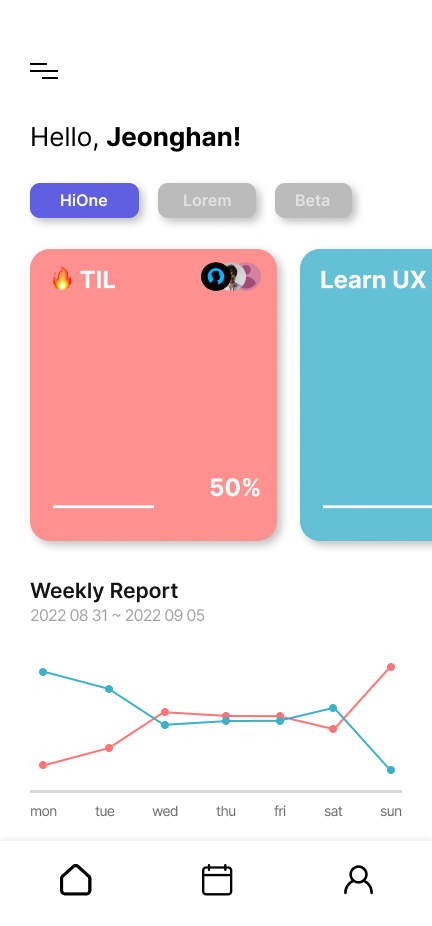 Hello, Jeonghan!
HiOne Lorem Beta
🔥 TIL
Learn UX
50%
Weekly Report
2022 08 31 ~ 2022 09 05
mon tue wed thu fri sat sun